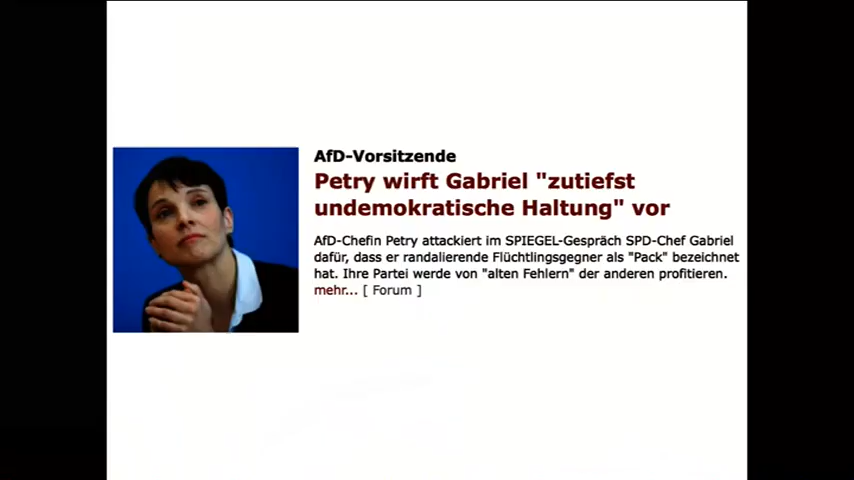 AfD-Vorsitzende
Petry wirft Gabriel "zutiefst
undemokratische Haltung" vor
AfD-Chefin Petry attackiert im SPIEGEL-Gespräch SPD-Chef Gabriel
dafür, dass er randalierende Flüchtlingsgegner als "Pack" bezeichnet
hat. Ihre Partei werde von "alten Fehlern" der anderen profitieren.
mehr... [ Forum ]